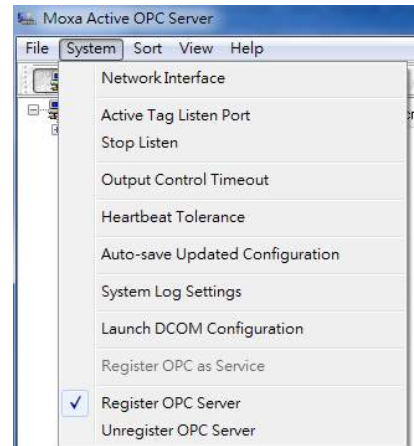 Moxa Active OPC Server
File System Sort View Help
Network Interface
Active Tag Listen Port
Stop Listen
Output Control Timeout
Heartbeat Tolerance
Auto-save Updated Configuration
System Log Settings
Launch DCOM Configuration
Register OPC as Service
Register OPC Server
Unregister OPC Server